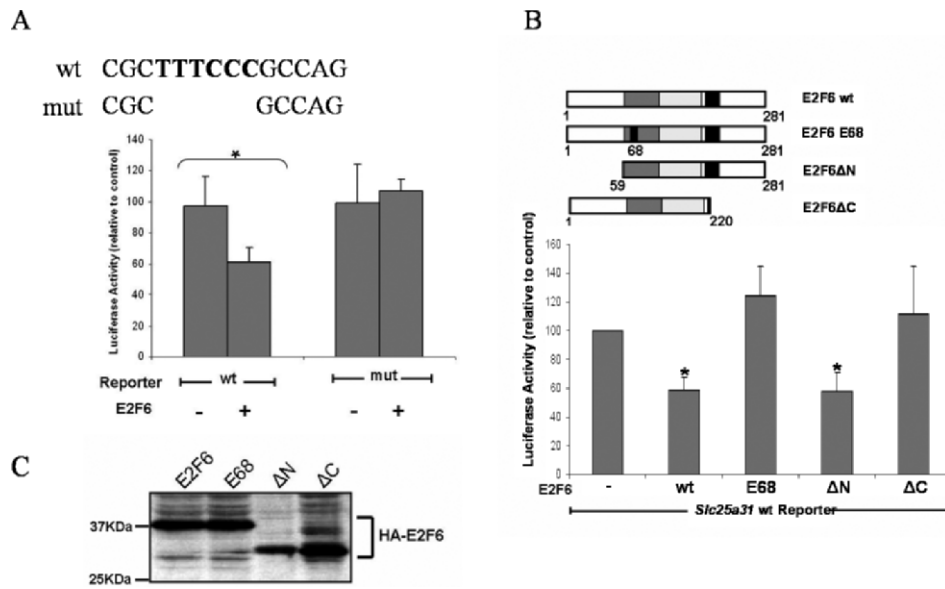 A
wt CGCTTTCCCGCCAG
mut CGC GCCAG
Luciferase Activity (relative to control)
140
120
100
80
60
40
20
0
*
Reporter wt mut
E2F6 - + - +
B
E2F6 wt
1 281
E2F6 E68
1 68 281
E2F6ΔN
59 281
E2F6ΔC
1 220
Luciferase Activity (relative to control)
160
140
120
100
80
60
40
20
0
* *
E2F6 - wt E68 ΔN ΔC
Slc25a31 wt Reporter
C
E2F6 E68 ΔN ΔC
37KDa
HA-E2F6
25KDa